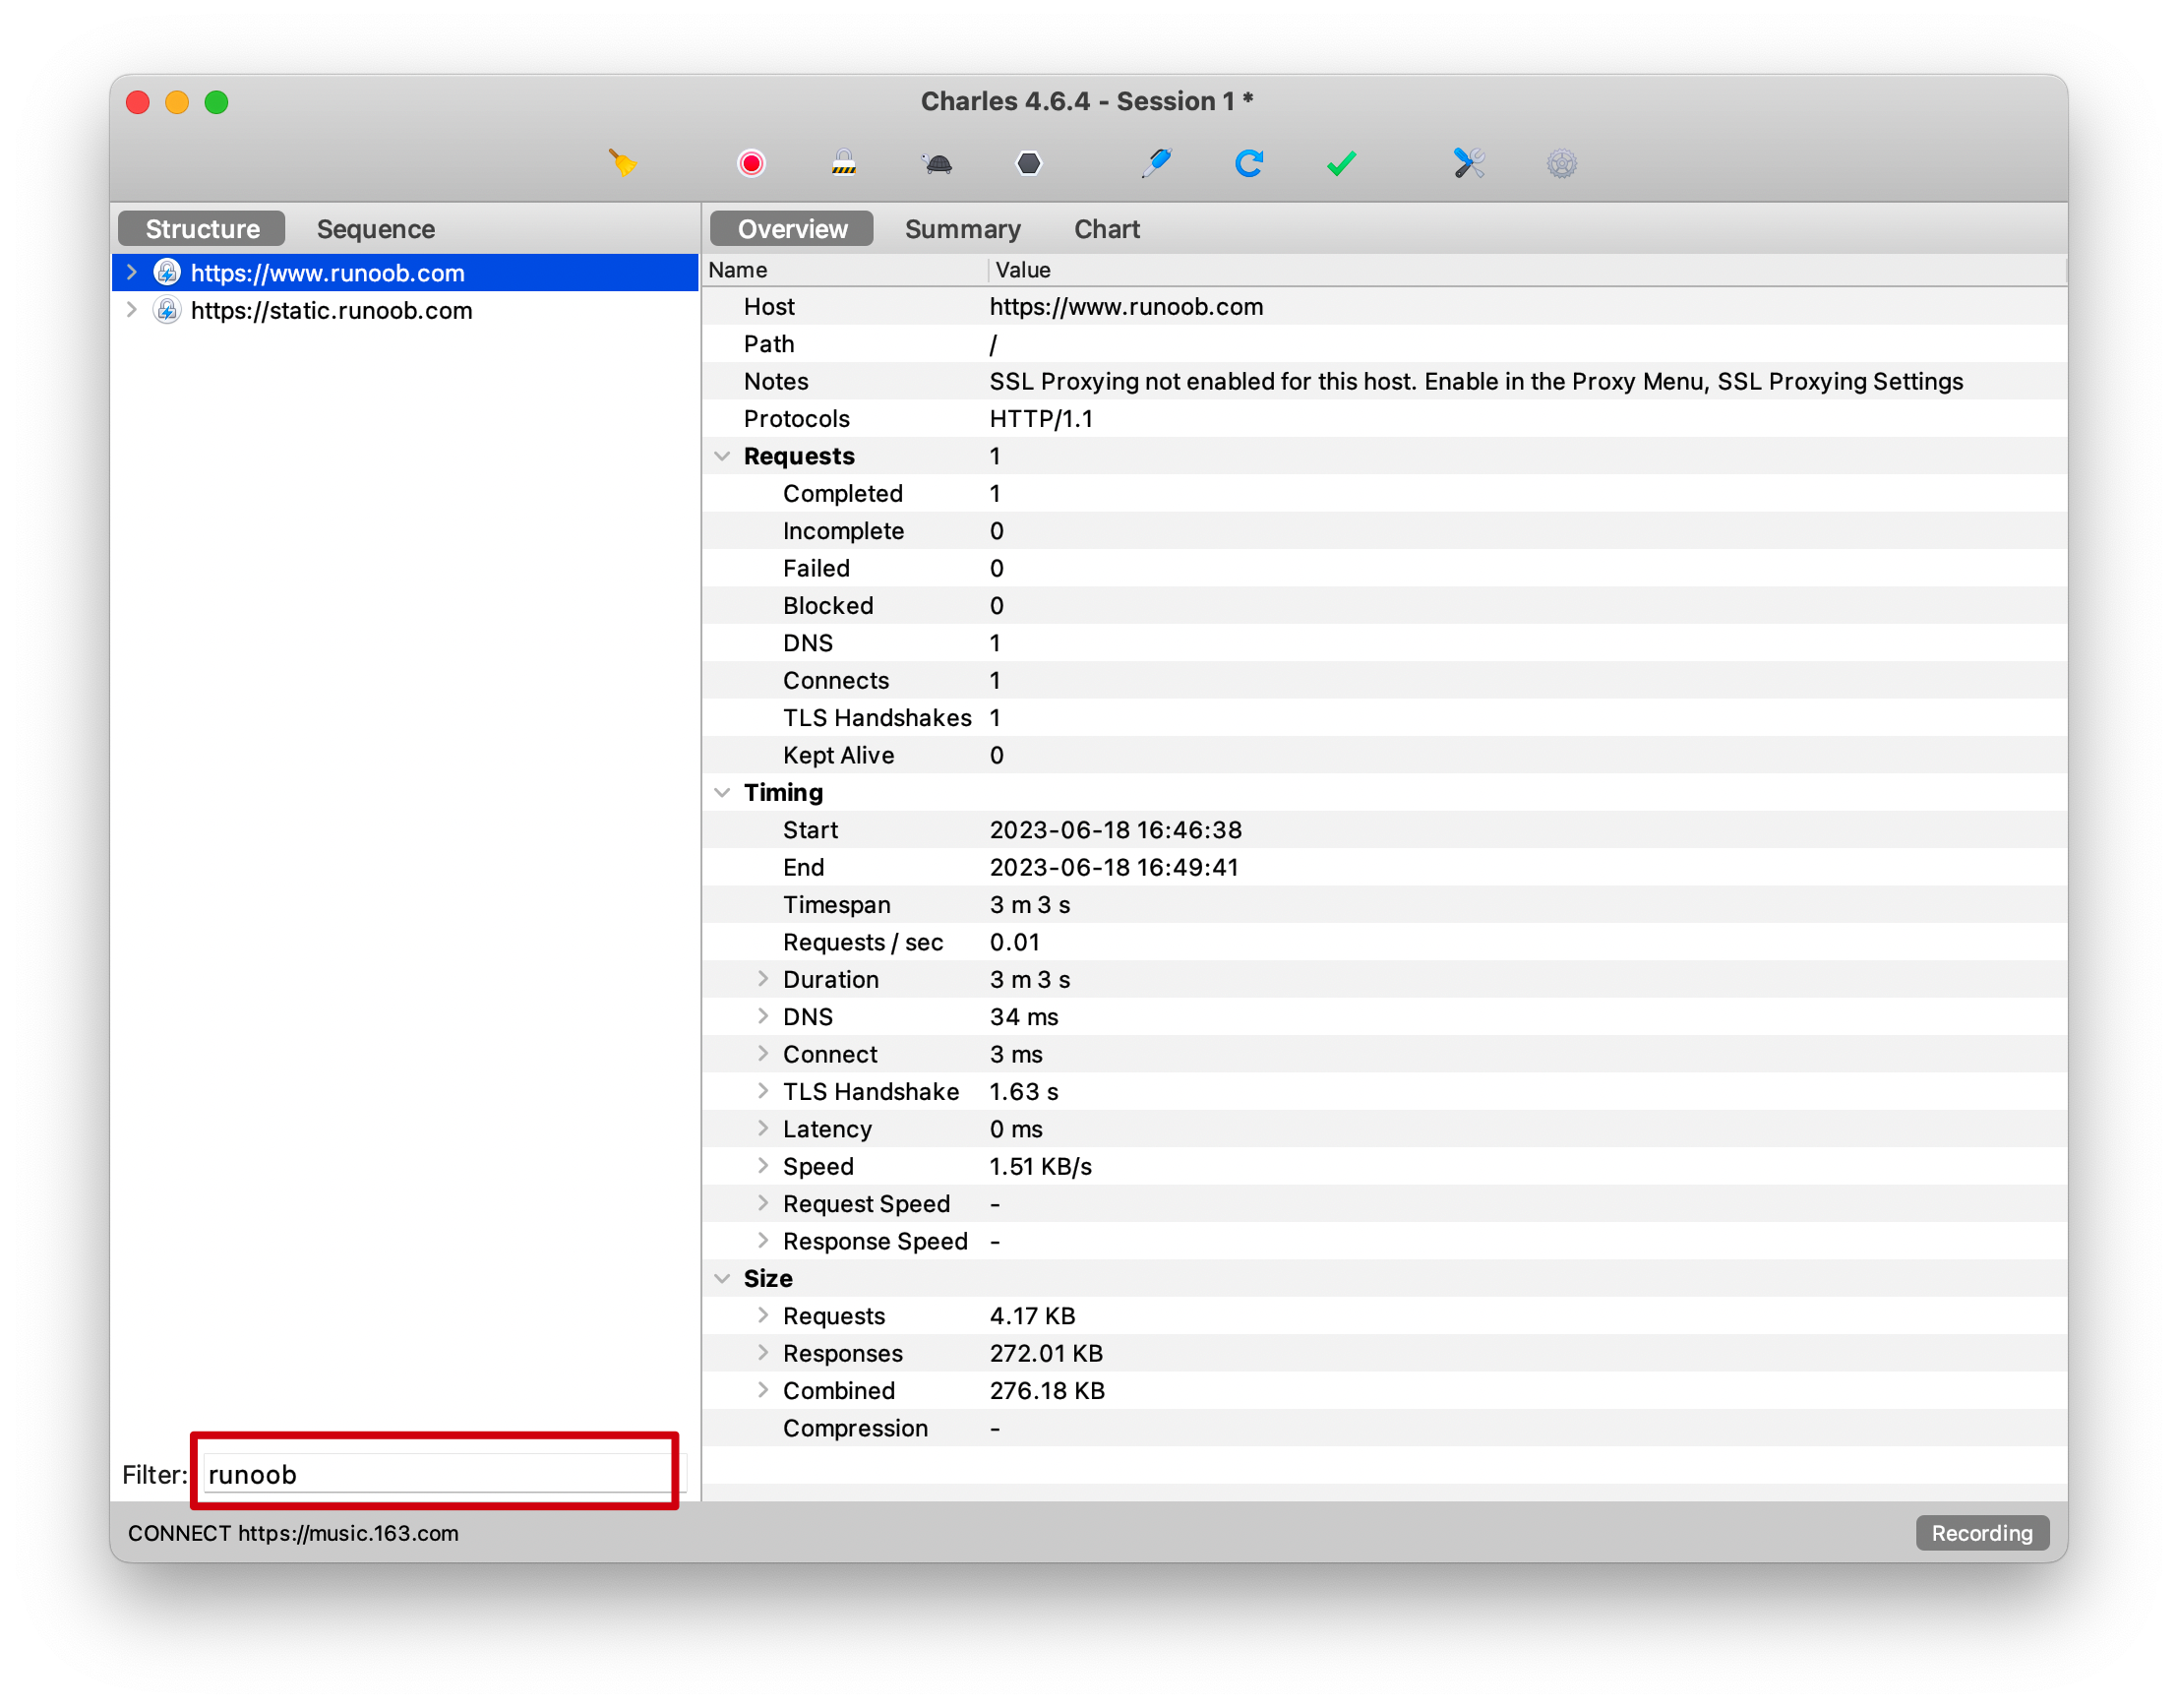 Charles 4.6.4 - Session 1 *
Structure Sequence
https://www.runoob.com
https://static.runoob.com
Filter: runoob
Overview Summary Chart
Name Value
Host https://www.runoob.com
Path /
Notes SSL Proxying not enabled for this host. Enable in the Proxy Menu, SSL Proxying Settings
Protocols HTTP/1.1
Requests 1
Completed 1
Incomplete 0
Failed 0
Blocked 0
DNS 1
Connects 1
TLS Handshakes 1
Kept Alive 0
Timing
Start 2023-06-18 16:46:38
End 2023-06-18 16:49:41
Timespan 3 m 3 s
Requests / sec 0.01
Duration 3 m 3 s
DNS 34 ms
Connect 3 ms
TLS Handshake 1.63 s
Latency 0 ms
Speed 1.51 KB/s
Request Speed -
Response Speed -
Size
Requests 4.17 KB
Responses 272.01 KB
Combined 276.18 KB
Compression -
CONNECT https://music.163.com
Recording